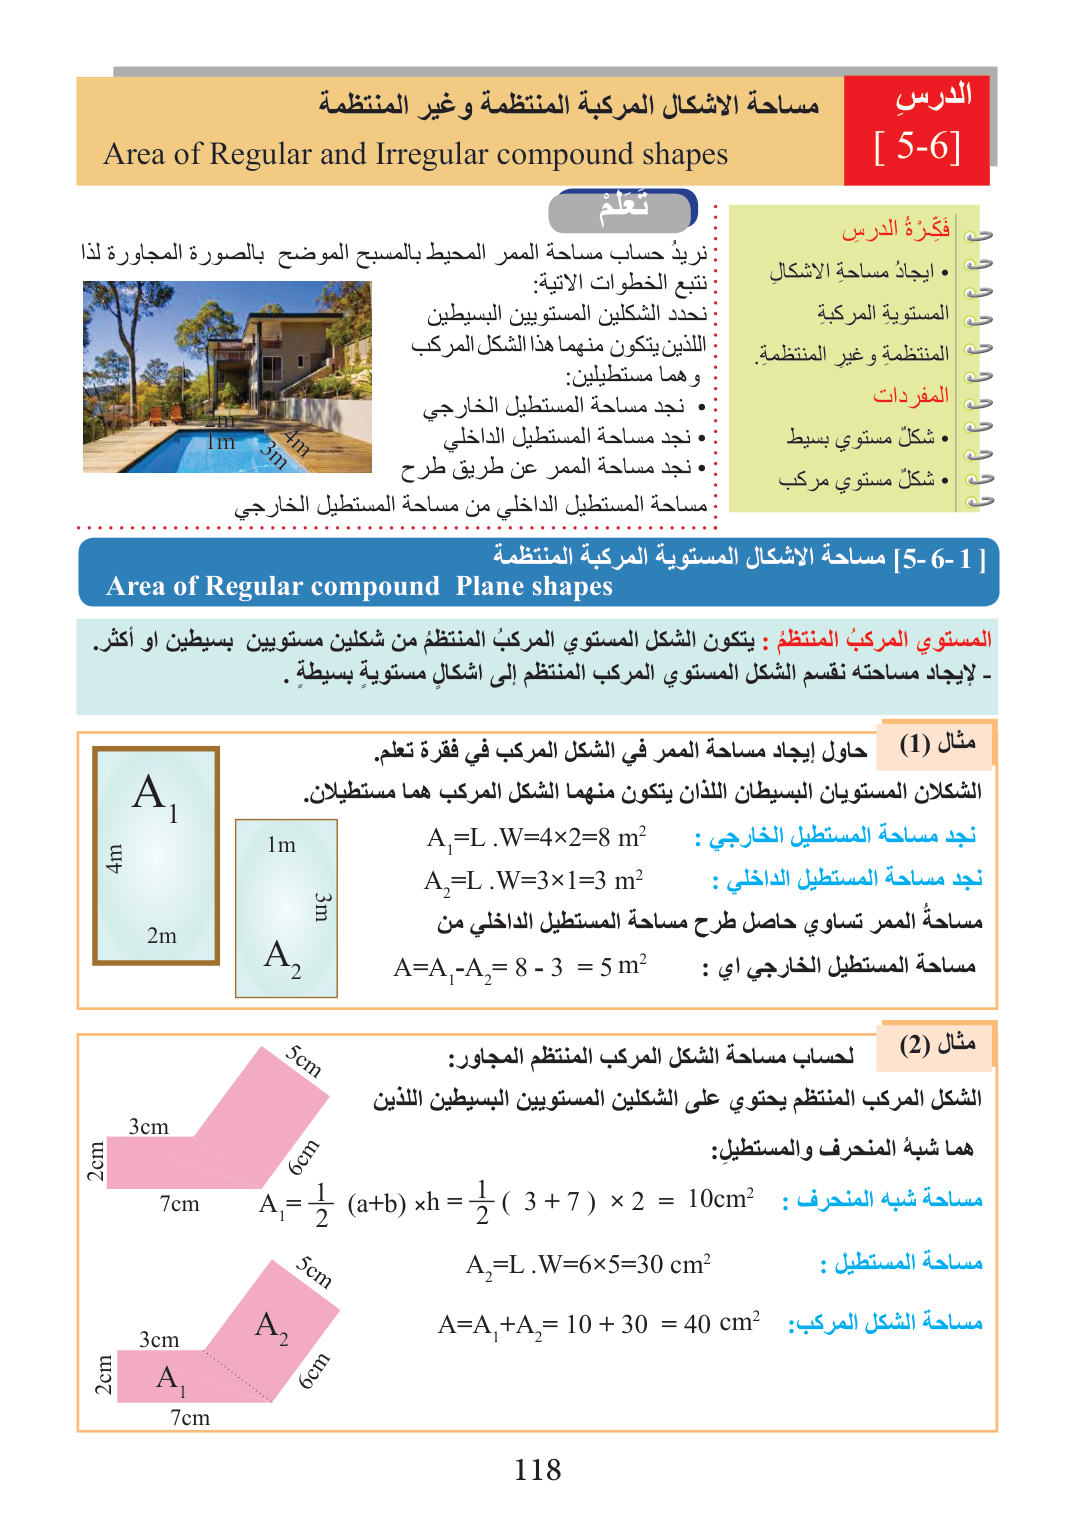 الدرسِ
[5-6]
مساحة الاشكال المركبة المنتظمة وغير المنتظمة
Area of Regular and Irregular compound shapes
فَكِّـرْةُ الدرسِ
• ايجادُ مساحةِ الاشكالِ
المستويةِ المركبةِ
المنتظمةِ وغيرِ المنتظمةِ.
المفردات
• شكلٌ مستوي بسيط
• شكلٌ مستوي مركب
تَعَلمْ
نريدُ حساب مساحة الممر المحيط بالمسبح الموضح بالصورة المجاورة لذا
نتبع الخطوات الاتية:
نحدد الشكلين المستويين البسيطين
اللذين يتكون منهما هذا الشكل المركب
وهما مستطيلين:
• نجد مساحة المستطيل الخارجي
• نجد مساحة المستطيل الداخلي
• نجد مساحة الممر عن طريق طرح
مساحة المستطيل الداخلي من مساحة المستطيل الخارجي
2m
1m
4m
3m
[5-6-1] مساحة الاشكال المستوية المركبة المنتظمة
Area of Regular compound Plane shapes
المستوي المركبُ المنتظمُ : يتكون الشكل المستوي المركبُ المنتظمُ من شكلين مستويين بسيطين او أكثر.
- لإيجاد مساحته نقسم الشكل المستوي المركب المنتظم إلى اشكالٍ مستويةٍ بسيطةٍ .
مثال (1)
حاول إيجاد مساحة الممر في الشكل المركب في فقرة تعلم.
الشكلان المستويان البسيطان اللذان يتكون منهما الشكل المركب هما مستطيلان.
نجد مساحة المستطيل الخارجي : A₁=L .W=4×2=8 m²
نجد مساحة المستطيل الداخلي : A₂=L .W=3×1=3 m²
مساحةُ الممر تساوي حاصل طرح مساحة المستطيل الداخلي من
مساحة المستطيل الخارجي اي : A=A₁-A₂= 8 - 3 = 5 m²
A₁
4m
2m
1m
3m
A₂
مثال (2)
لحساب مساحة الشكل المركب المنتظم المجاور:
الشكل المركب المنتظم يحتوي على الشكلين المستويين البسيطين اللذين
هما شبهُ المنحرف والمستطيلِ:
مساحة شبه المنحرف : A₁= 1/2 (a+b) ×h = 1/2 ( 3 + 7 ) × 2 = 10cm²
مساحة المستطيل : A₂=L .W=6×5=30 cm²
مساحة الشكل المركب: A=A₁+A₂= 10 + 30 = 40 cm²
5cm
3cm
2cm
6cm
7cm
5cm
A₂
3cm
2cm
A₁
6cm
7cm
118